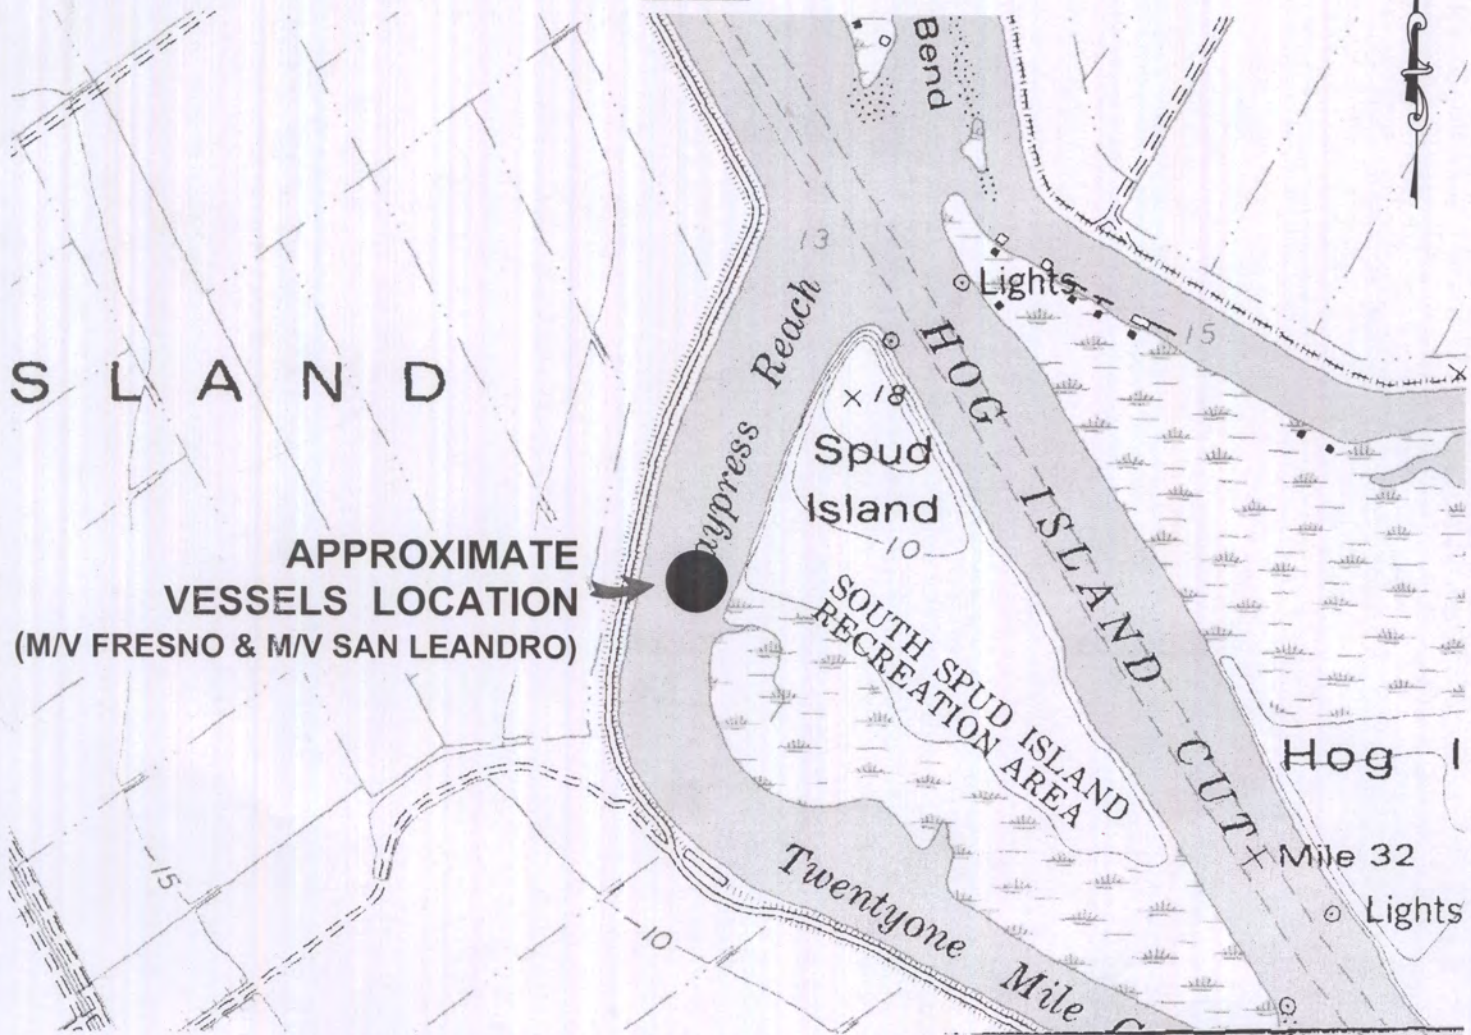 Bend
13
Lights
15
Reach
HOG ISLAND CUT
SLAND
18
Spud
Island
10
APPROXIMATE
VESSELS LOCATION
(M/V FRESNO & M/V SAN LEANDRO)
SOUTH SPUD ISLAND
RECREATION AREA
Hog I
Mile 32
Lights
15
10
Twentyone Mile